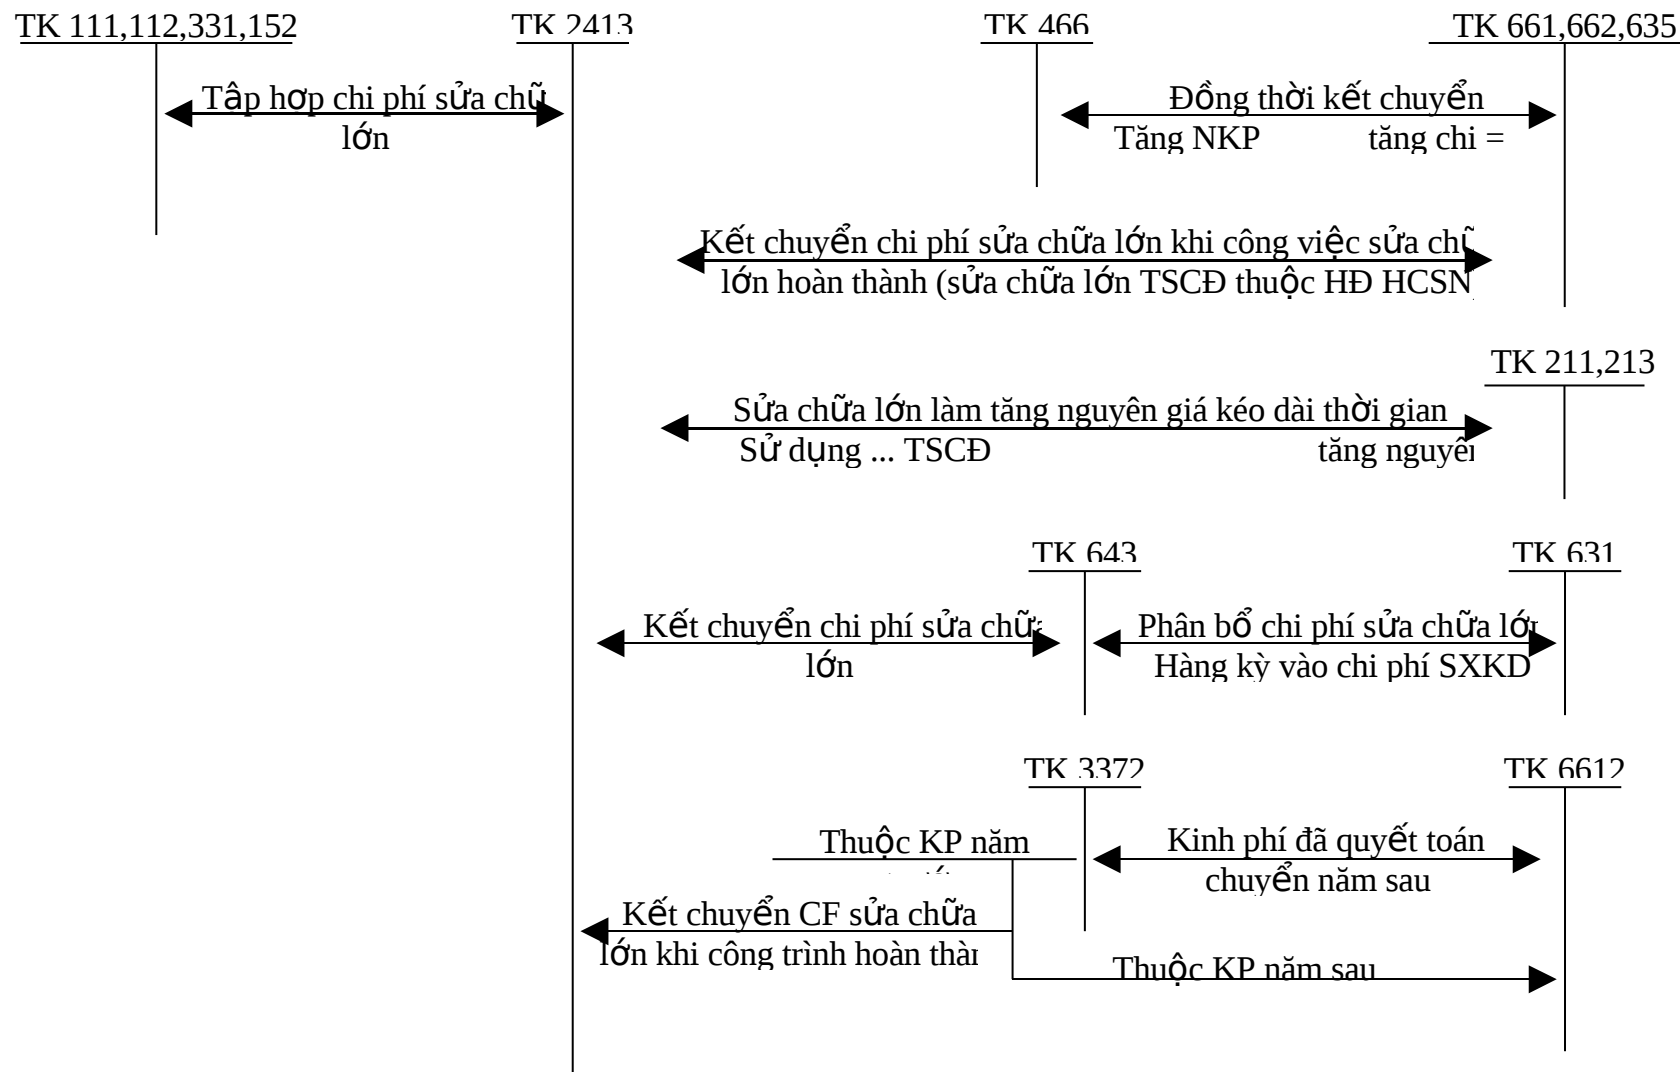 TK 111,112,331,152
TK 2413
TK 466
TK 661,662,635
Tập hợp chi phí sửa chữ
lớn
Đồng thời kết chuyển
Tăng NKP tăng chi =
Kết chuyển chi phí sửa chữa lớn khi công việc sửa chữ
lớn hoàn thành (sửa chữa lớn TSCĐ thuộc HĐ HCSN
TK 211,213
Sửa chữa lớn làm tăng nguyên giá kéo dài thời gian
Sử dụng ... TSCĐ tăng nguyên
TK 643
TK 631
Kết chuyển chi phí sửa chữa
lớn
Phân bổ chi phí sửa chữa lớn
Hàng kỳ vào chi phí SXKD
TK 3372
TK 6612
Thuộc KP năm
Kinh phí đã quyết toán
chuyển năm sau
Kết chuyển CF sửa chữa
lớn khi công trình hoàn thàn
Thuộc KP năm sau